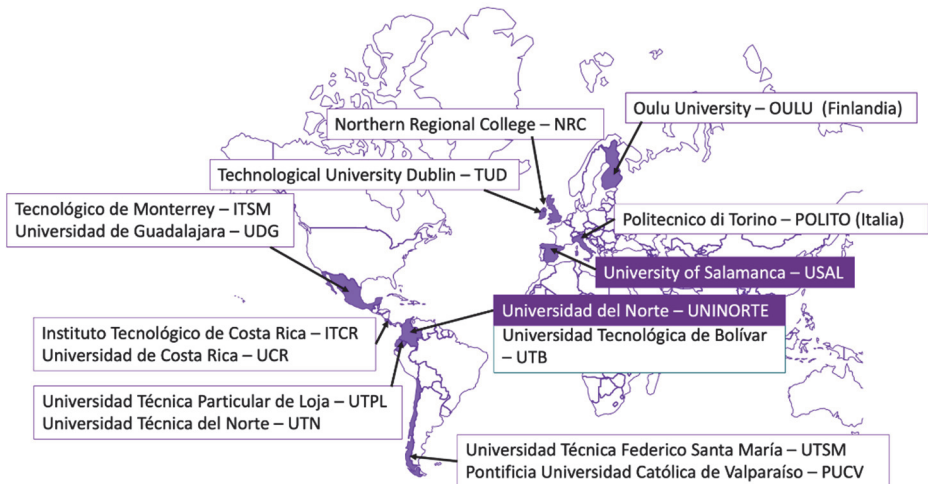 Oulu University – OULU (Finlandia)
Northern Regional College – NRC
Technological University Dublin – TUD
Tecnológico de Monterrey – ITSM
Universidad de Guadalajara – UDG
Politecnico di Torino – POLITO (Italia)
University of Salamanca – USAL
Universidad del Norte – UNINORTE
Universidad Tecnológica de Bolívar
– UTB
Instituto Tecnológico de Costa Rica – ITCR
Universidad de Costa Rica – UCR
Universidad Técnica Particular de Loja – UTPL
Universidad Técnica del Norte – UTN
Universidad Técnica Federico Santa María – UTSM
Pontificia Universidad Católica de Valparaíso – PUCV